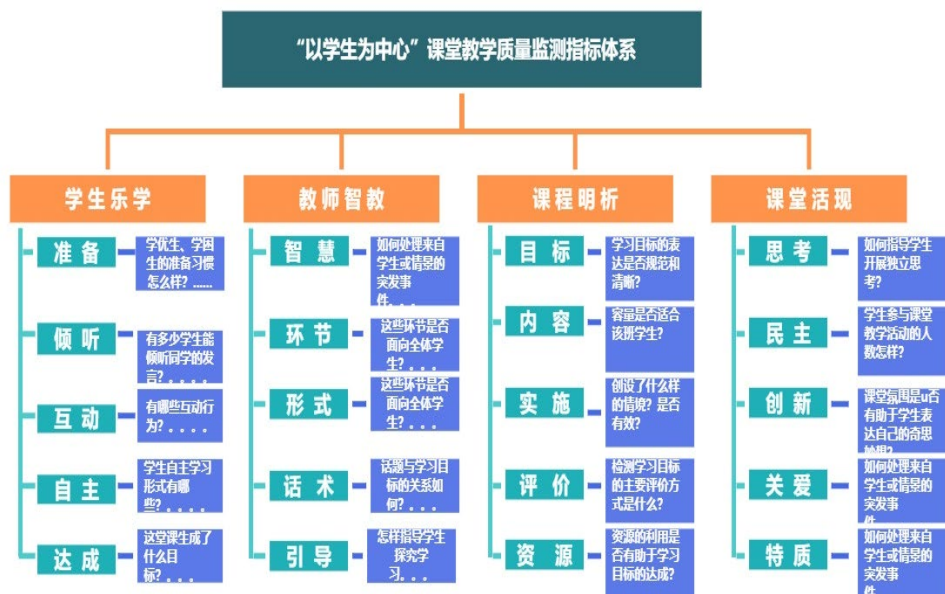 “以学生为中心”课堂教学质量监测指标体系
学生乐学
准备
学优生、学困
生的准备习惯
怎么样？……
倾听
有多少学生能
倾听同学的发
言？．．．．
互动
有哪些互动行
为？．．．．
自主
学生自主学习
形式有哪
些？．．．．
达成
这堂课生成了
什么目
标？．．．
教师智教
智慧
如何处理来自
学生或情景的
突发事
件．．．
环节
这些环节是否
面向全体学
生？．．．
形式
这些环节是否
面向全体学
生？．．．
话术
话题与学习目
标的关系如
何？．．．
引导
怎样指导学生
探究学
习．．．
课程明析
目标
学习目标的表
达是否规范和
清晰？
内容
容量是否适合
该班学生？
实施
创设了什么样
的情境？是否
有效？
评价
检测学习目标
的主要评价方
式是什么？
资源
资源的利用是
否有助于学习
目标的达成？
课堂活现
思考
如何指导学生
开展独立思
考？
民主
学生参与课堂
教学活动的人
数怎样？
创新
课堂氛围是u否
有助于学生表
达自己的奇思
妙想？
关爱
如何处理来自
学生或情景的
突发事
件
特质
如何处理来自
学生或情景的
突发事
件